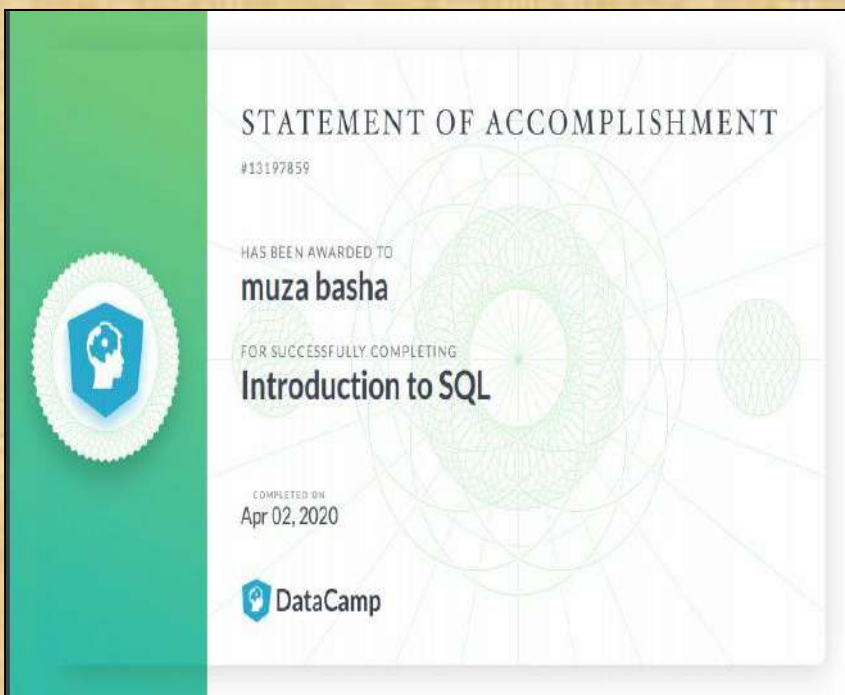 STATEMENT OF ACCOMPLISHMENT
#13197859
HAS BEEN AWARDED TO
muza basha
FOR SUCCESSFULLY COMPLETING
Introduction to SQL
COMPLETED ON
Apr 02, 2020
DataCamp